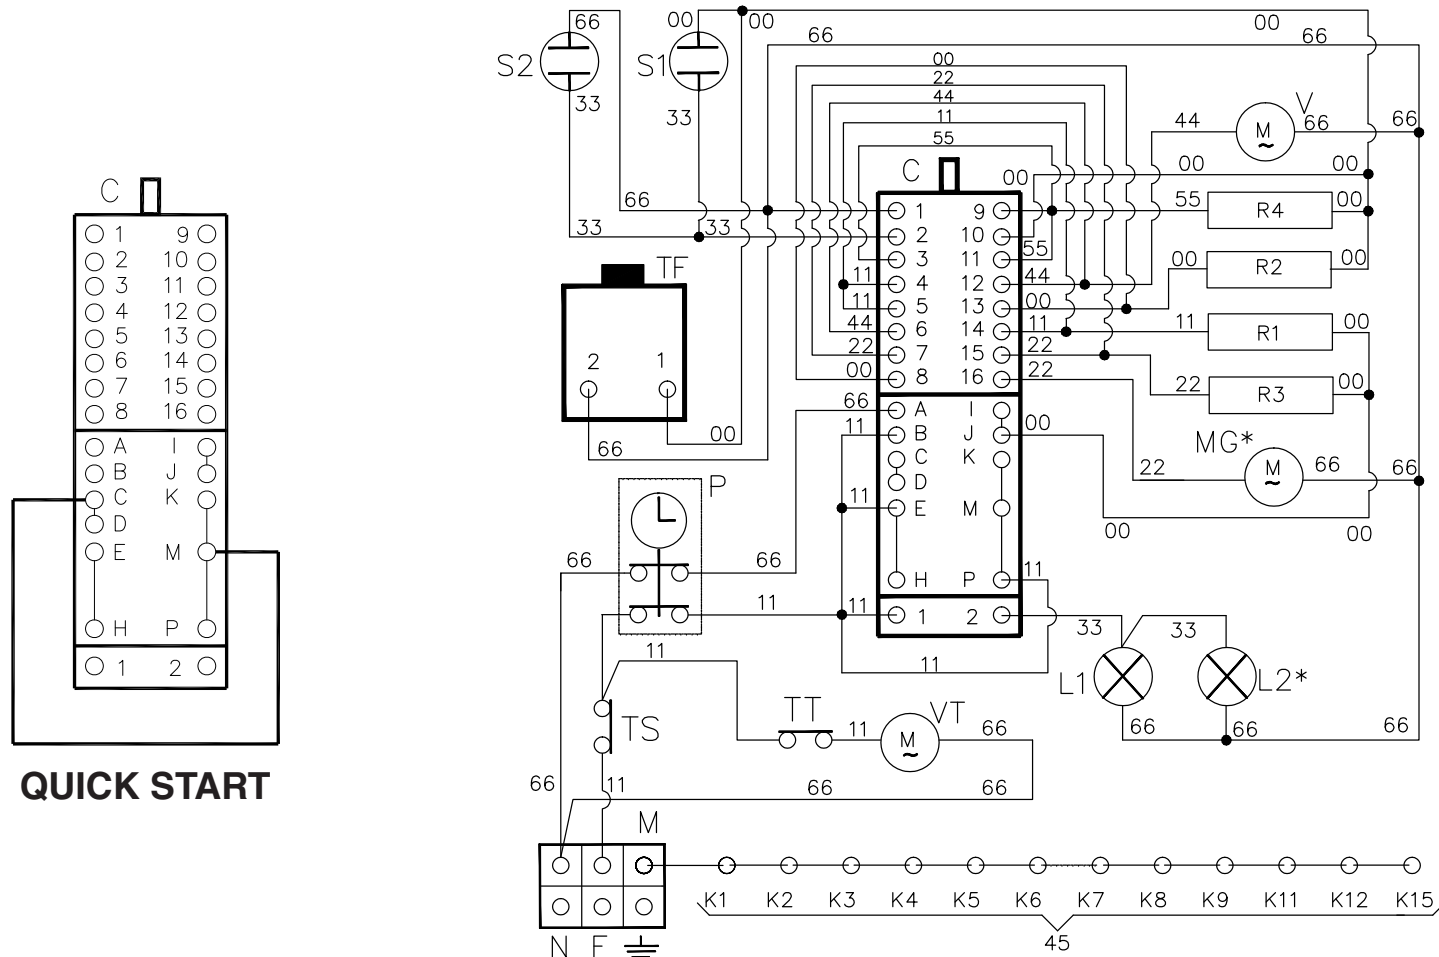 66 00 00 00
66 66
S2 S1
00
22
44
11
55
33 33
V
44 M 66 66
C
C
00 00 00
66 33 33
1 9
2 10
3 11
4 12
5 13
6 14
7 15
8 16
A I
B J
C K
D
E M
H P
1 2
QUICK START
1 9 55 R4 00
2 10
3 11 55
11 4 12 44 00 R2 00
11 5 13 00
44 6 14 11 11 R1 00
22 7 15 22
00 8 16 22 22 R3 00
TF
2 1
00
66
66 A I
11 B J 00
C K
D
11 E M
H P 11
11 11 1 2
MG*
22 M 66 66
00 00
P
66 66
33 33
L1 L2*
66 66 66
11
11
TS TT 11 M VT 66
66 11 66 66
M
N F
K1 K2 K3 K4 K5 K6 K7 K8 K9 K11 K12 K15
45